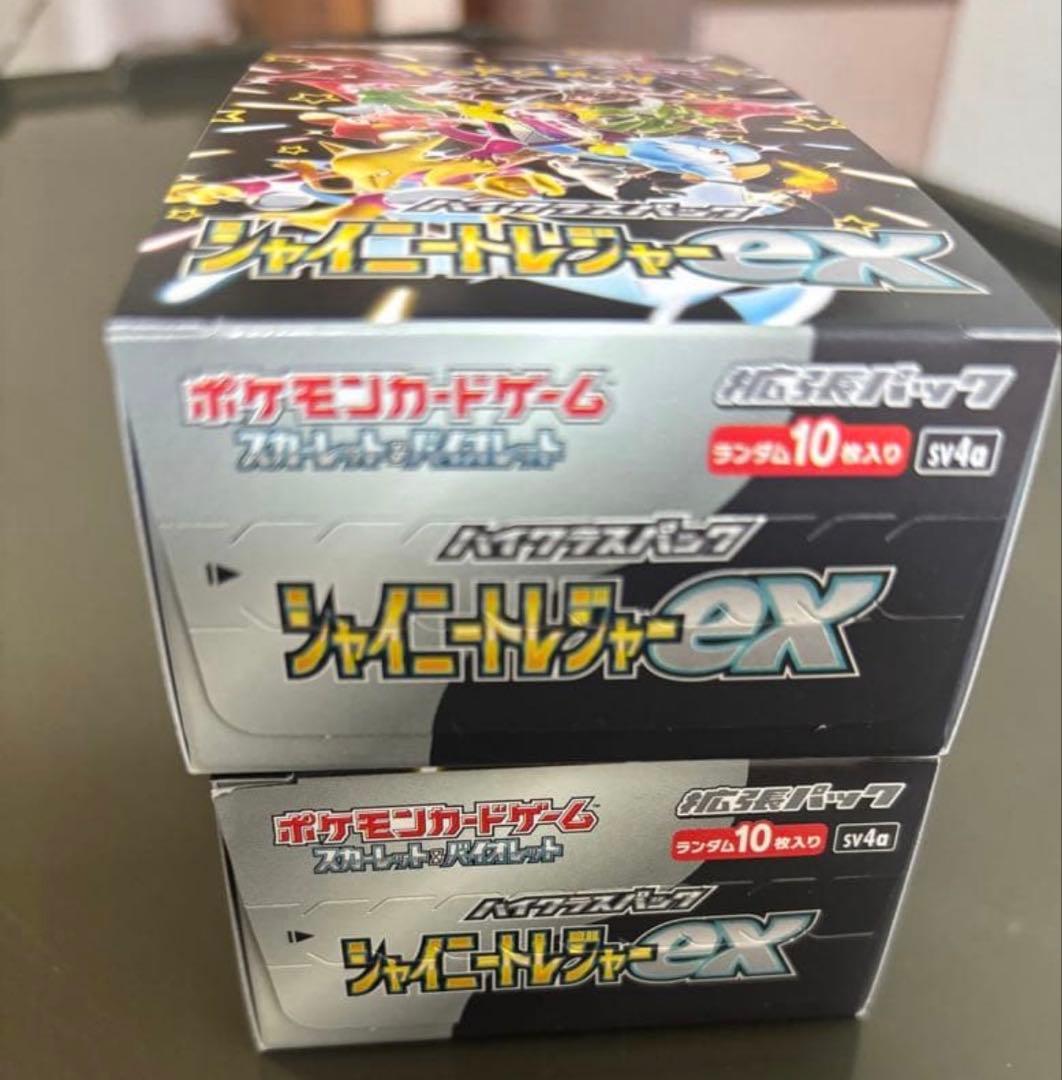 ハイクラスパック
シャイニートレジャーex
ポケモンカードゲーム
スカーレット&バイオレット
拡張パック
ランダム10枚入り
sv4a
ハイクラスパック
シャイニートレジャーex
ポケモンカードゲーム
スカーレット&バイオレット
拡張パック
ランダム10枚入り
sv4a
ハイクラスパック
シャイニートレジャーex